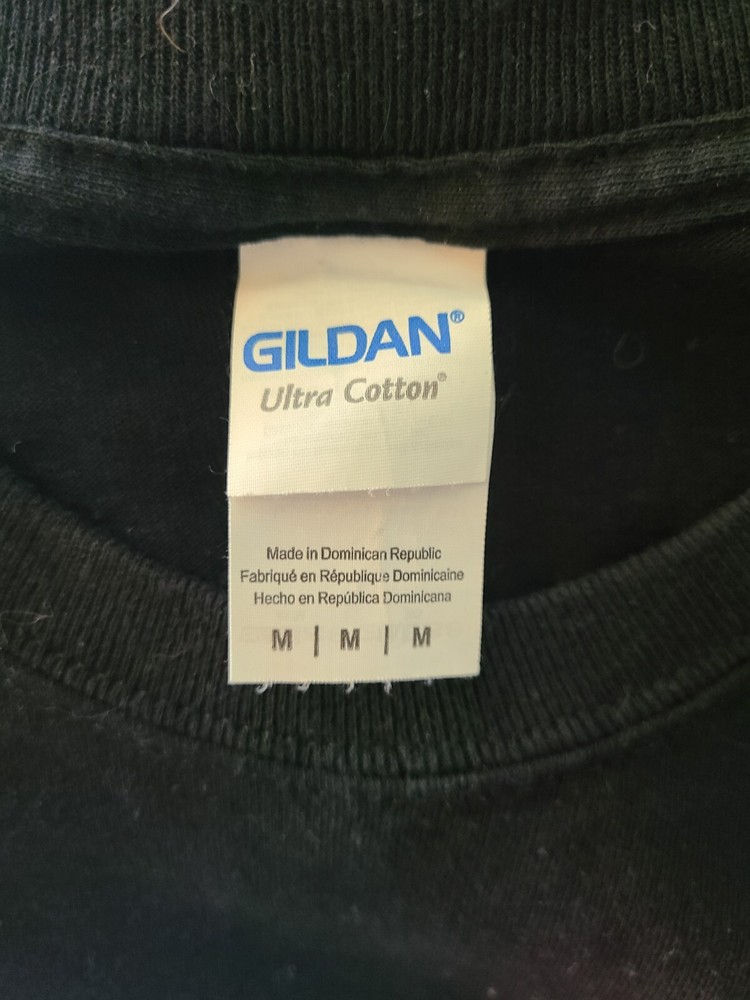 GILDAN®
Ultra Cotton®
Made in Dominican Republic
Fabriqué en République Dominicaine
Hecho en República Dominicana
M | M | M